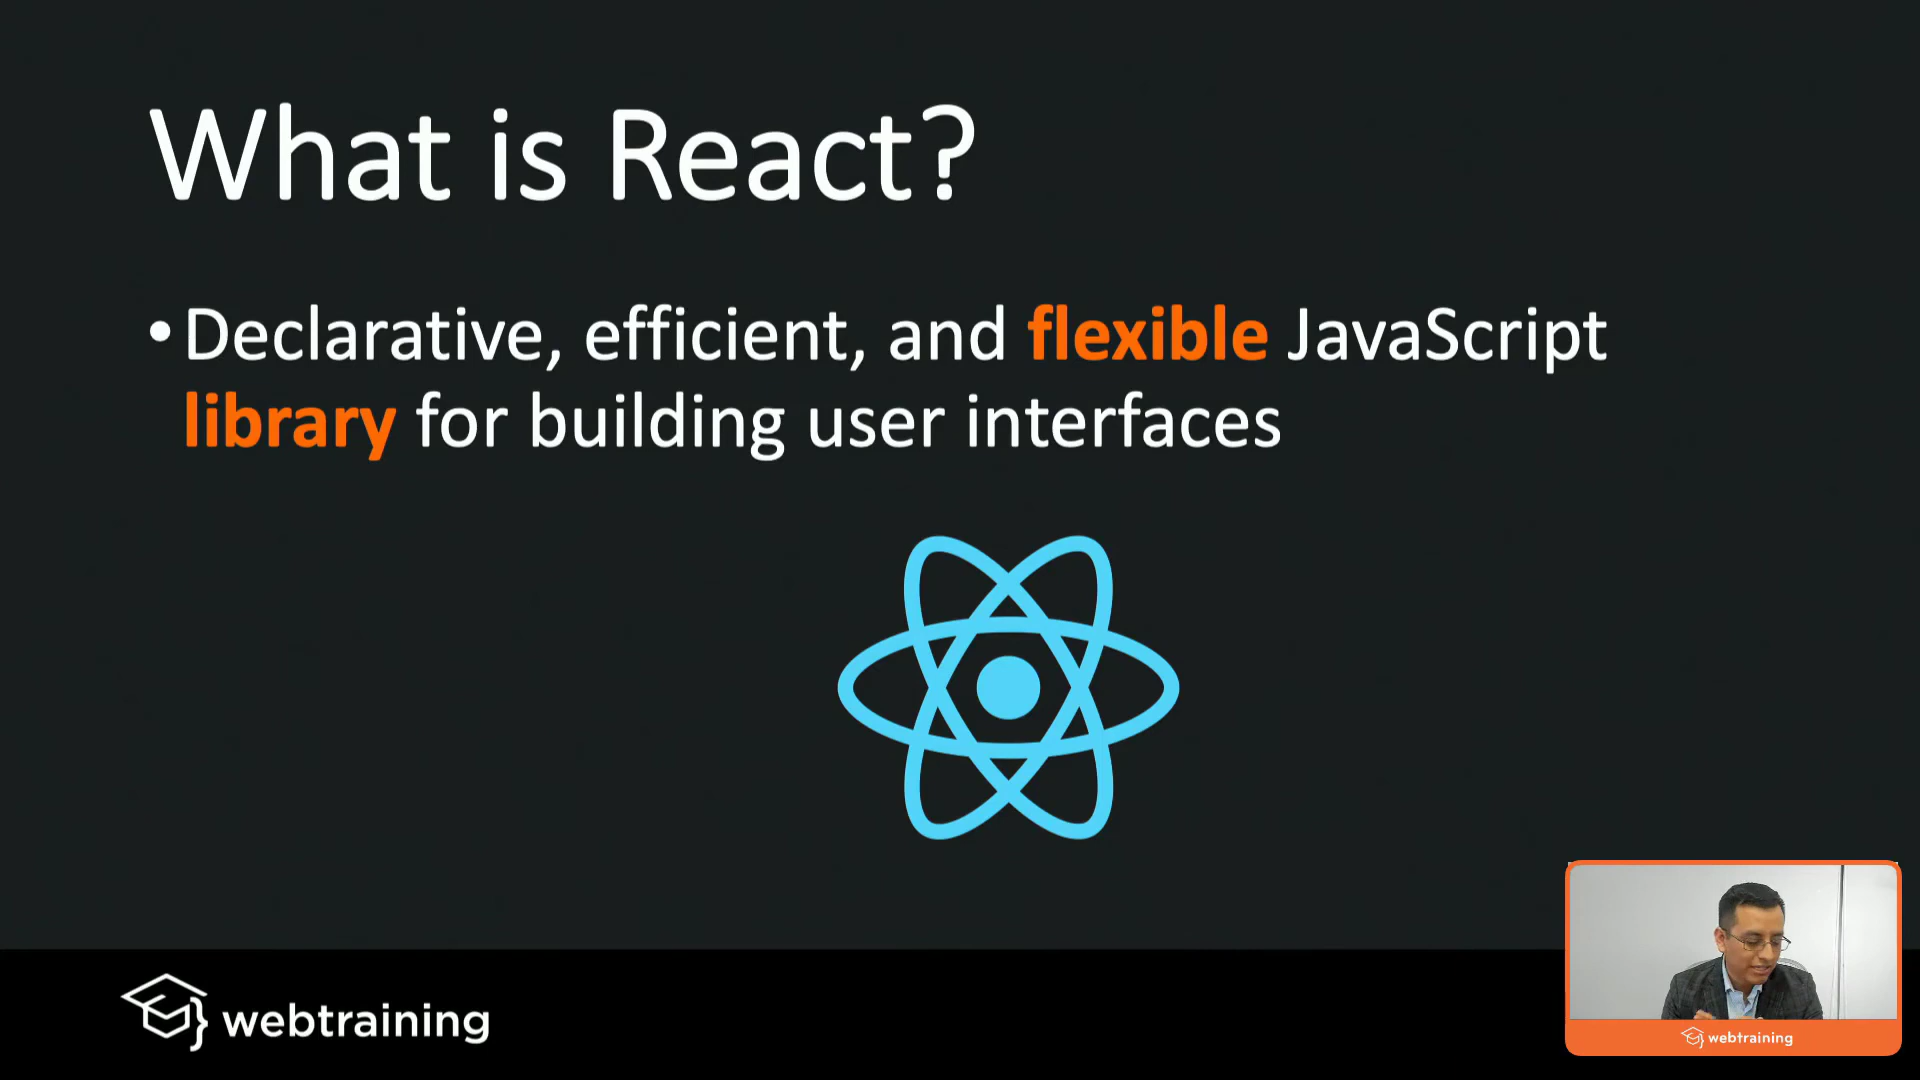 What is React?
•Declarative, efficient, and flexible JavaScript
library for building user interfaces
webtraining
webtraining